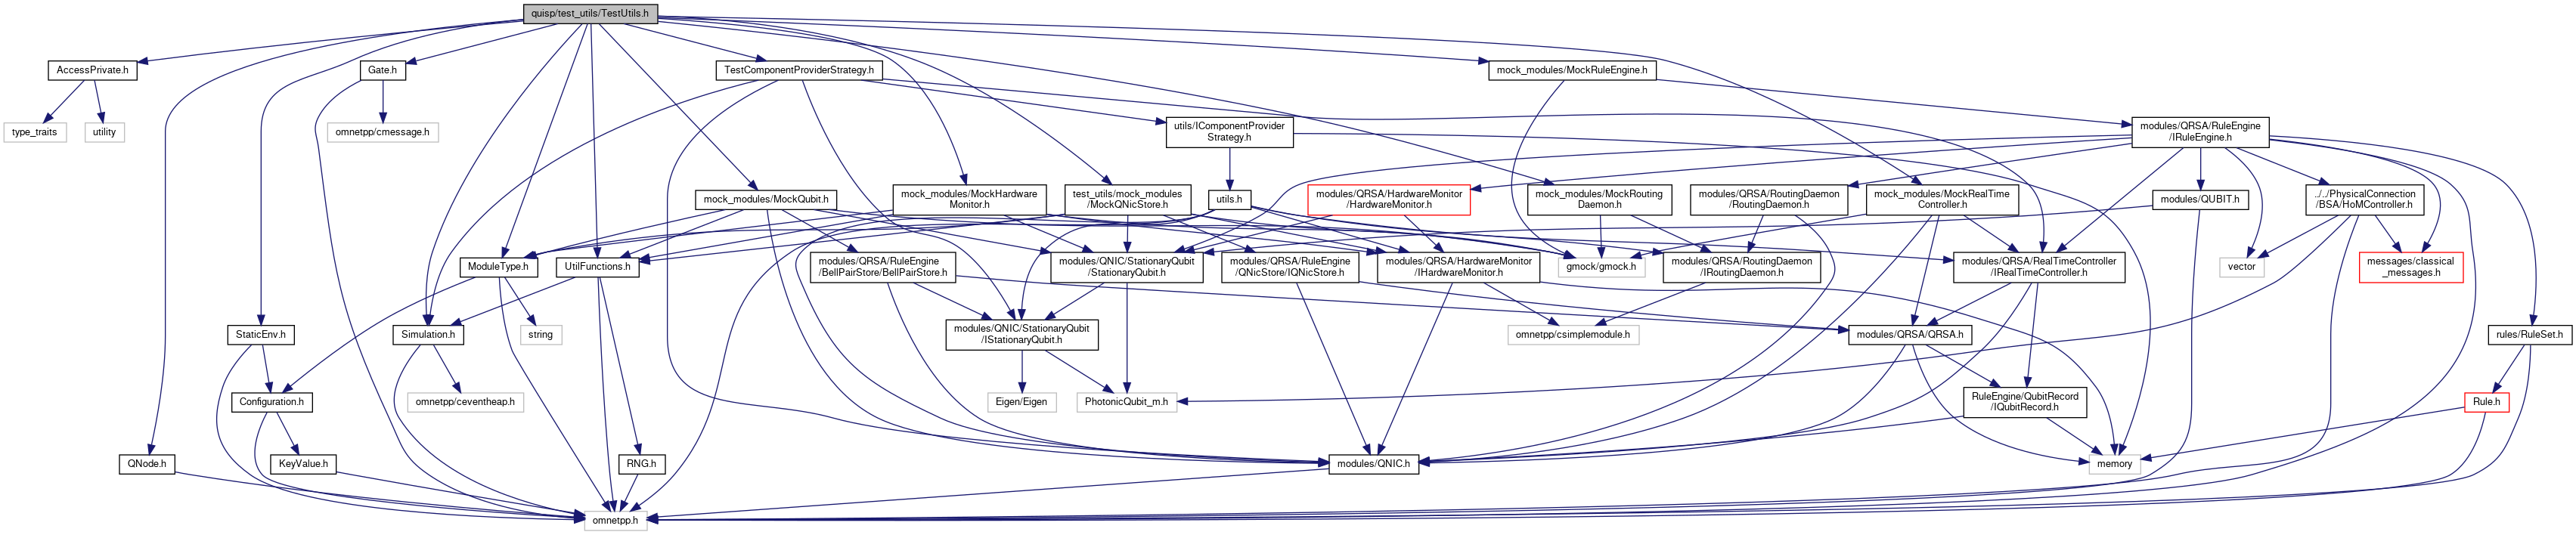 quisp/test_utils/TestUtils.h
AccessPrivate.h
Gate.h
TestComponentProviderStrategy.h
mock_modules/MockRuleEngine.h
type_traits
utility
omnetpp/cmessage.h
utils/IComponentProvider
Strategy.h
modules/QRSA/RuleEngine
/IRuleEngine.h
mock_modules/MockQubit.h
mock_modules/MockHardware
Monitor.h
test_utils/mock_modules
/MockQNicStore.h
utils.h
modules/QRSA/HardwareMonitor
/HardwareMonitor.h
mock_modules/MockRouting
Daemon.h
modules/QRSA/RoutingDaemon
/RoutingDaemon.h
mock_modules/MockRealTime
Controller.h
modules/QUBIT.h
../../PhysicalConnection
/BSA/HoMController.h
ModuleType.h
UtilFunctions.h
modules/QRSA/RuleEngine
/BellPairStore/BellPairStore.h
modules/QNIC/StationaryQubit
/StationaryQubit.h
modules/QRSA/RuleEngine
/QNicStore/IQNicStore.h
modules/QRSA/HardwareMonitor
/IHardwareMonitor.h
gmock/gmock.h
modules/QRSA/RoutingDaemon
/IRoutingDaemon.h
modules/QRSA/RealTimeController
/IRealTimeController.h
vector
messages/classical
_messages.h
StaticEnv.h
Simulation.h
string
modules/QNIC/StationaryQubit
/IStationaryQubit.h
omnetpp/csimplemodule.h
modules/QRSA/QRSA.h
rules/RuleSet.h
Configuration.h
omnetpp/ceventheap.h
Eigen/Eigen
PhotonicQubit_m.h
RuleEngine/QubitRecord
/IQubitRecord.h
Rule.h
QNode.h
KeyValue.h
RNG.h
modules/QNIC.h
memory
omnetpp.h